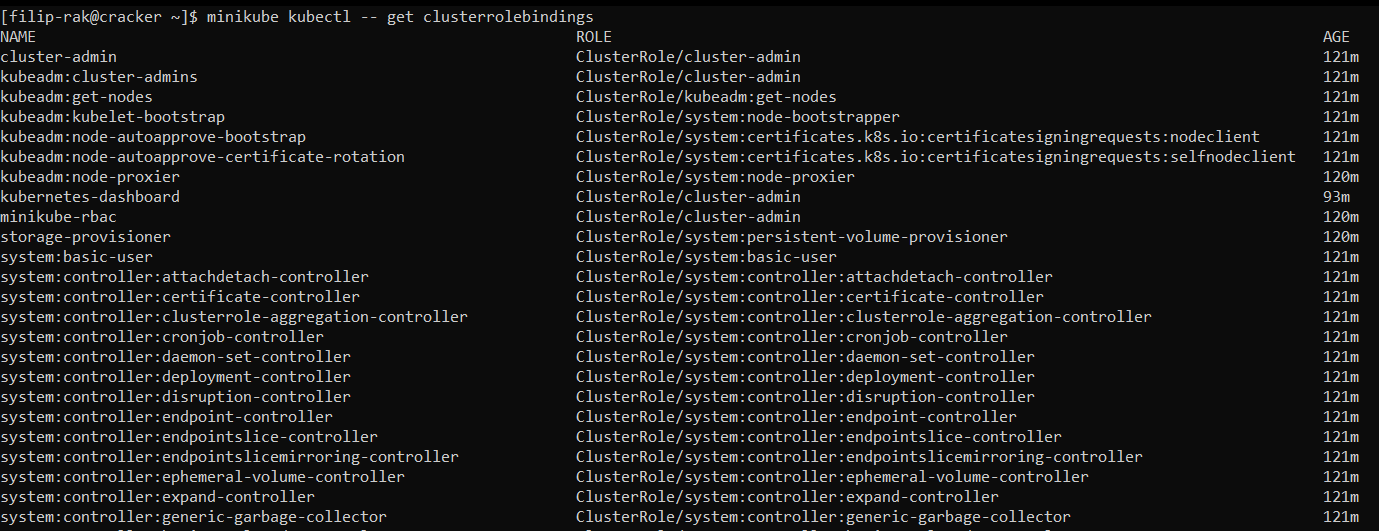 [filip-rak@cracker ~]$ minikube kubectl -- get clusterrolebindings
NAME ROLE AGE
cluster-admin ClusterRole/cluster-admin 121m
kubeadm:cluster-admins ClusterRole/cluster-admin 121m
kubeadm:get-nodes ClusterRole/kubeadm:get-nodes 121m
kubeadm:kubelet-bootstrap ClusterRole/system:node-bootstrapper 121m
kubeadm:node-autoapprove-bootstrap ClusterRole/system:certificates.k8s.io:certificatesigningrequests:nodeclient 121m
kubeadm:node-autoapprove-certificate-rotation ClusterRole/system:certificates.k8s.io:certificatesigningrequests:selfnodeclient 121m
kubeadm:node-proxier ClusterRole/system:node-proxier 120m
kubernetes-dashboard ClusterRole/cluster-admin 93m
minikube-rbac ClusterRole/cluster-admin 120m
storage-provisioner ClusterRole/system:persistent-volume-provisioner 120m
system:basic-user ClusterRole/system:basic-user 121m
system:controller:attachdetach-controller ClusterRole/system:controller:attachdetach-controller 121m
system:controller:certificate-controller ClusterRole/system:controller:certificate-controller 121m
system:controller:clusterrole-aggregation-controller ClusterRole/system:controller:clusterrole-aggregation-controller 121m
system:controller:cronjob-controller ClusterRole/system:controller:cronjob-controller 121m
system:controller:daemon-set-controller ClusterRole/system:controller:daemon-set-controller 121m
system:controller:deployment-controller ClusterRole/system:controller:deployment-controller 121m
system:controller:disruption-controller ClusterRole/system:controller:disruption-controller 121m
system:controller:endpoint-controller ClusterRole/system:controller:endpoint-controller 121m
system:controller:endpointslice-controller ClusterRole/system:controller:endpointslice-controller 121m
system:controller:endpointslicemirroring-controller ClusterRole/system:controller:endpointslicemirroring-controller 121m
system:controller:ephemeral-volume-controller ClusterRole/system:controller:ephemeral-volume-controller 121m
system:controller:expand-controller ClusterRole/system:controller:expand-controller 121m
system:controller:generic-garbage-collector ClusterRole/system:controller:generic-garbage-collector 121m